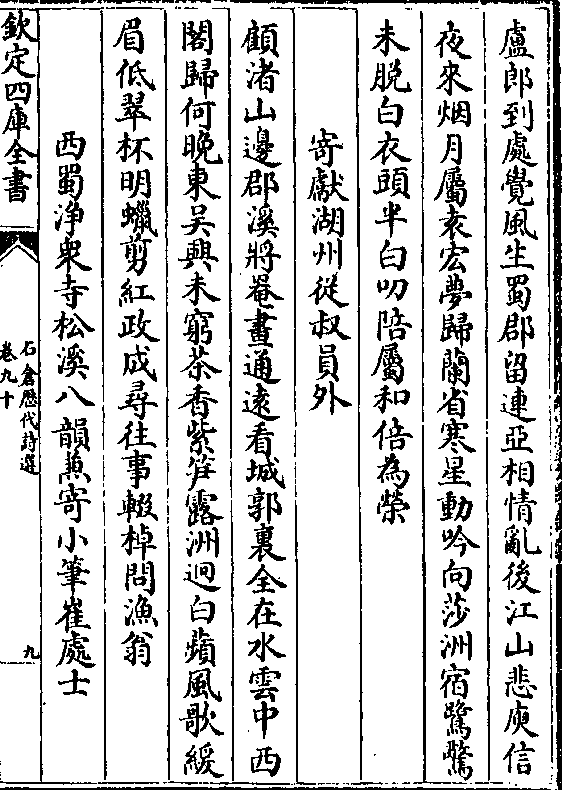 盧郎到處覺風生蜀郡留連亞相情亂後江山悲庾信
夜來烟月屬袁宏夢歸蘭省寒星動吟向莎洲宿鷺驚
未脱白衣頭半白叨陪屬和倍為榮
寄獻湖州從叔員外
顧渚山邊郡溪將罨畫通遠看城郭裏全在水雲中西
閣歸何晚東吳興未窮茶香紫笋露洲迥白蘋風歌緩
眉低翠杯明蠟剪紅政成尋往事輟棹問漁翁
西蜀淨衆寺松溪八韻兼寄小筆崔處士
欽定四庫全書
石倉歷代詩選
卷九十
九